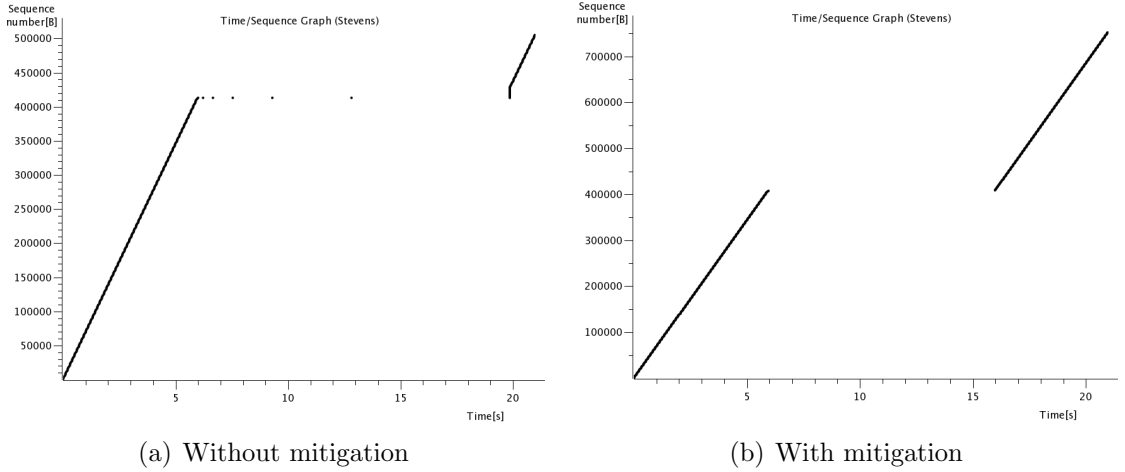 Sequence
number[B]
Time/Sequence Graph (Stevens)
500000
450000
400000
350000
300000
250000
200000
150000
100000
50000
5
10
15
20
Time[s]
(a) Without mitigation
Sequence
number[B]
Time/Sequence Graph (Stevens)
700000
600000
500000
400000
300000
200000
100000
5
10
15
20
Time[s]
(b) With mitigation